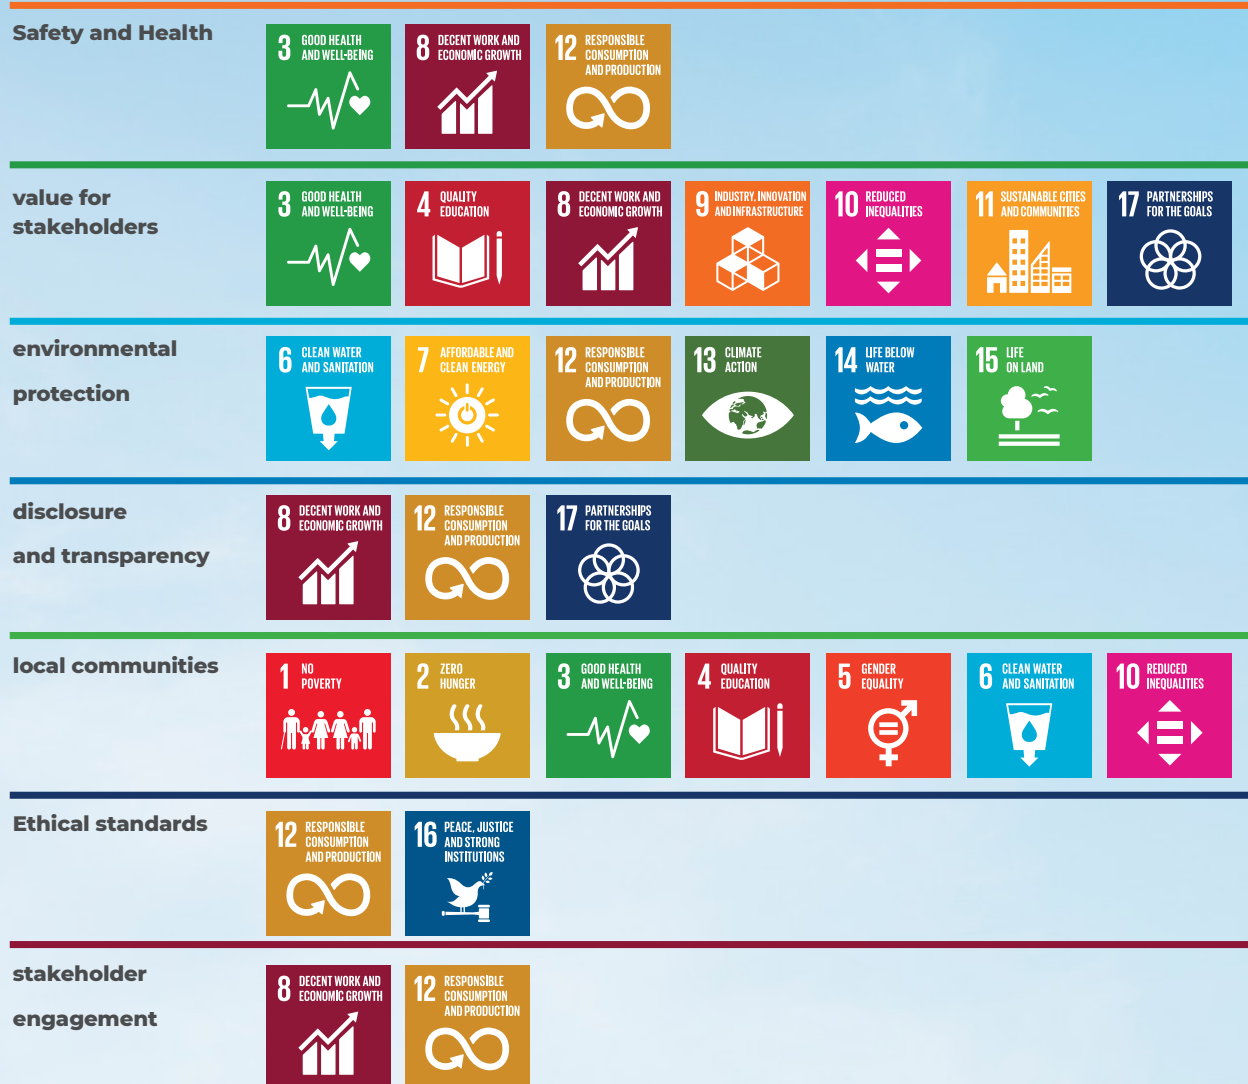 Safety and Health
3 GOOD HEALTH
AND WELL-BEING
8 DECENT WORK AND
ECONOMIC GROWTH
12 RESPONSIBLE
CONSUMPTION
AND PRODUCTION
value for
stakeholders
3 GOOD HEALTH
AND WELL-BEING
4 QUALITY
EDUCATION
8 DECENT WORK AND
ECONOMIC GROWTH
9 INDUSTRY, INNOVATION
AND INFRASTRUCTURE
10 REDUCED
INEQUALITIES
11 SUSTAINABLE CITIES
AND COMMUNITIES
17 PARTNERSHIPS
FOR THE GOALS
environmental
protection
6 CLEAN WATER
AND SANITATION
7 AFFORDABLE AND
CLEAN ENERGY
12 RESPONSIBLE
CONSUMPTION
AND PRODUCTION
13 CLIMATE
ACTION
14 LIFE BELOW
WATER
15 LIFE
ON LAND
disclosure
and transparency
8 DECENT WORK AND
ECONOMIC GROWTH
12 RESPONSIBLE
CONSUMPTION
AND PRODUCTION
17 PARTNERSHIPS
FOR THE GOALS
local communities
1 NO
POVERTY
2 ZERO
HUNGER
3 GOOD HEALTH
AND WELL-BEING
4 QUALITY
EDUCATION
5 GENDER
EQUALITY
6 CLEAN WATER
AND SANITATION
10 REDUCED
INEQUALITIES
Ethical standards
12 RESPONSIBLE
CONSUMPTION
AND PRODUCTION
16 PEACE, JUSTICE
AND STRONG
INSTITUTIONS
stakeholder
engagement
8 DECENT WORK AND
ECONOMIC GROWTH
12 RESPONSIBLE
CONSUMPTION
AND PRODUCTION